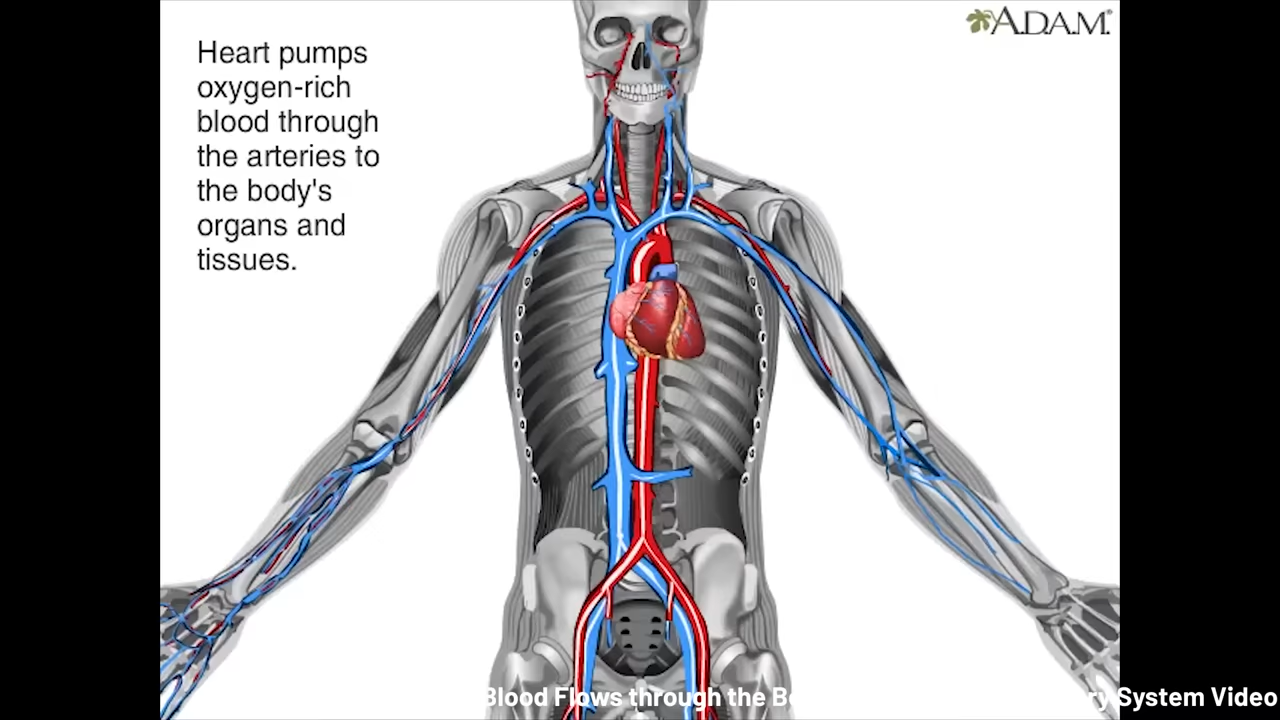 A.D.A.M.®
Heart pumps
oxygen-rich
blood through
the arteries to
the body's
organs and
tissues.
Blood Flows through the
System Video